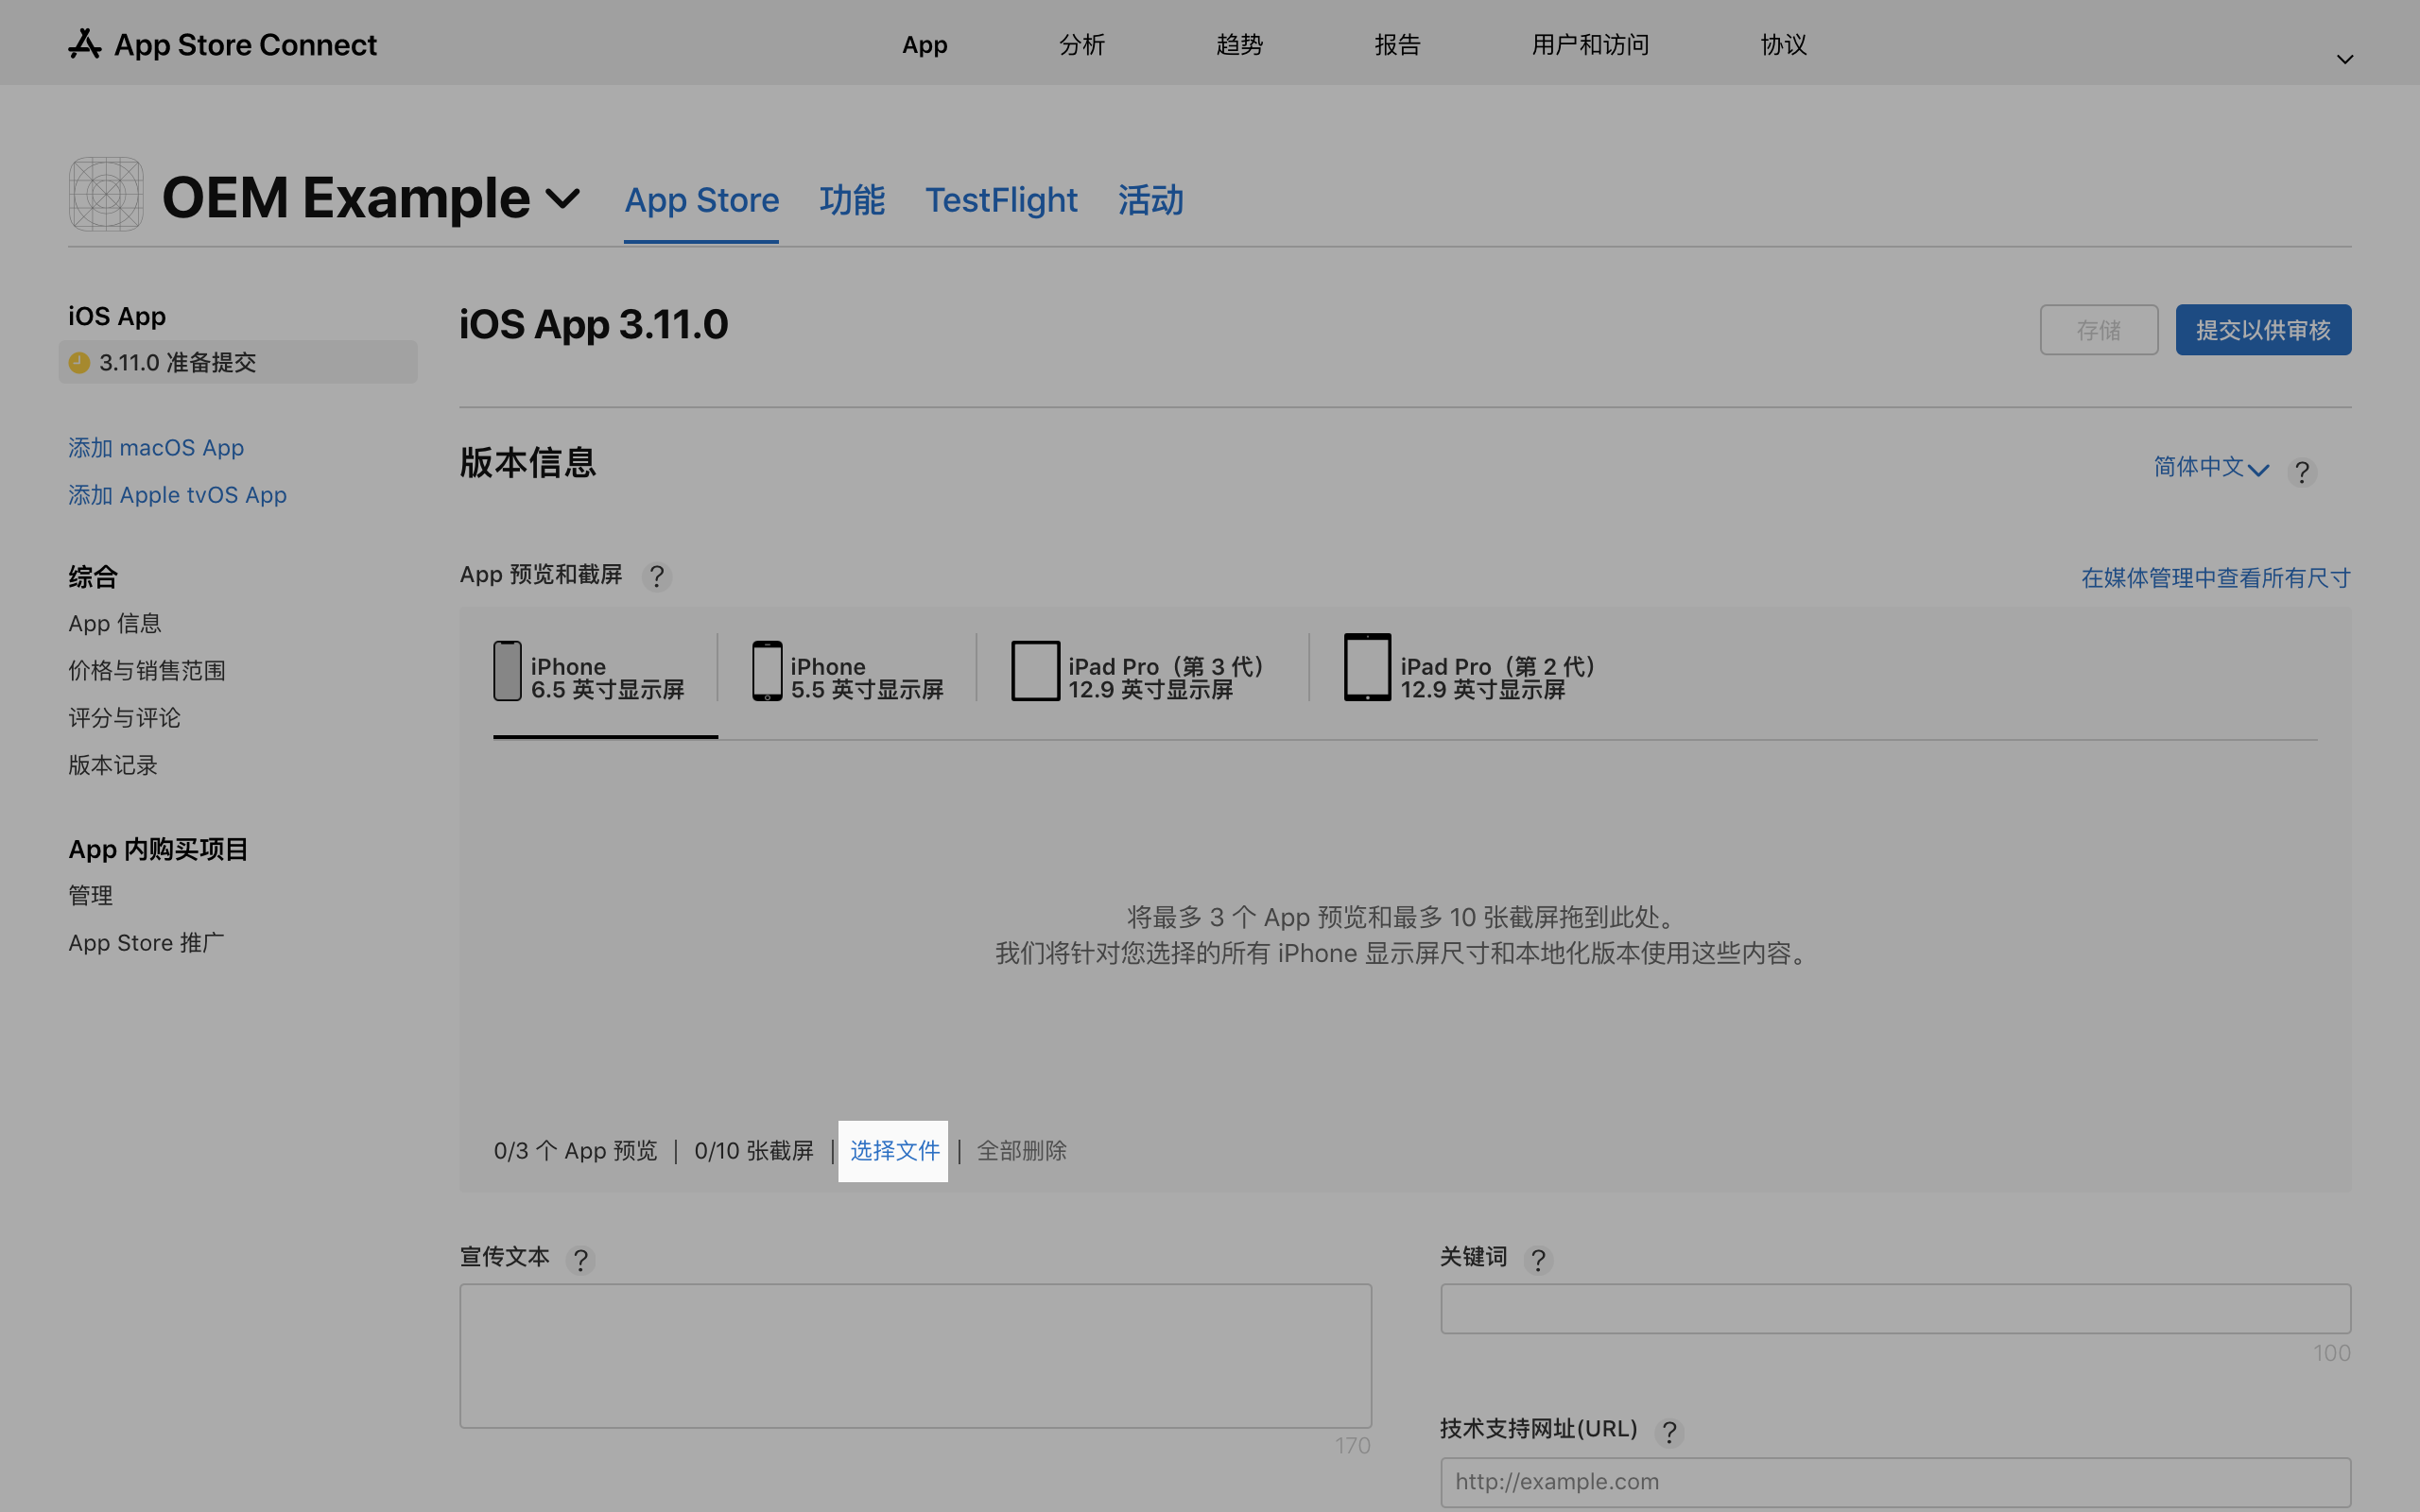 App Store Connect
App 分析 趋势 报告 用户和访问 协议
OEM Example App Store 功能 TestFlight 活动
iOS App
3.11.0 准备提交
添加 macOS App
添加 Apple tvOS App
综合
App 信息
价格与销售范围
评分与评论
版本记录
App 内购买项目
管理
App Store 推广
iOS App 3.11.0
存储 提交以供审核
版本信息
简体中文 ?
App 预览和截屏 ?
在媒体管理中查看所有尺寸
iPhone
6.5 英寸显示屏
iPhone
5.5 英寸显示屏
iPad Pro（第 3 代）
12.9 英寸显示屏
iPad Pro（第 2 代）
12.9 英寸显示屏
将最多 3 个 App 预览和最多 10 张截屏拖到此处。
我们将针对您选择的所有 iPhone 显示屏尺寸和本地化版本使用这些内容。
0/3 个 App 预览 | 0/10 张截屏 | 选择文件 | 全部删除
宣传文本 ?
170
关键词 ?
100
技术支持网址(URL) ?
http://example.com